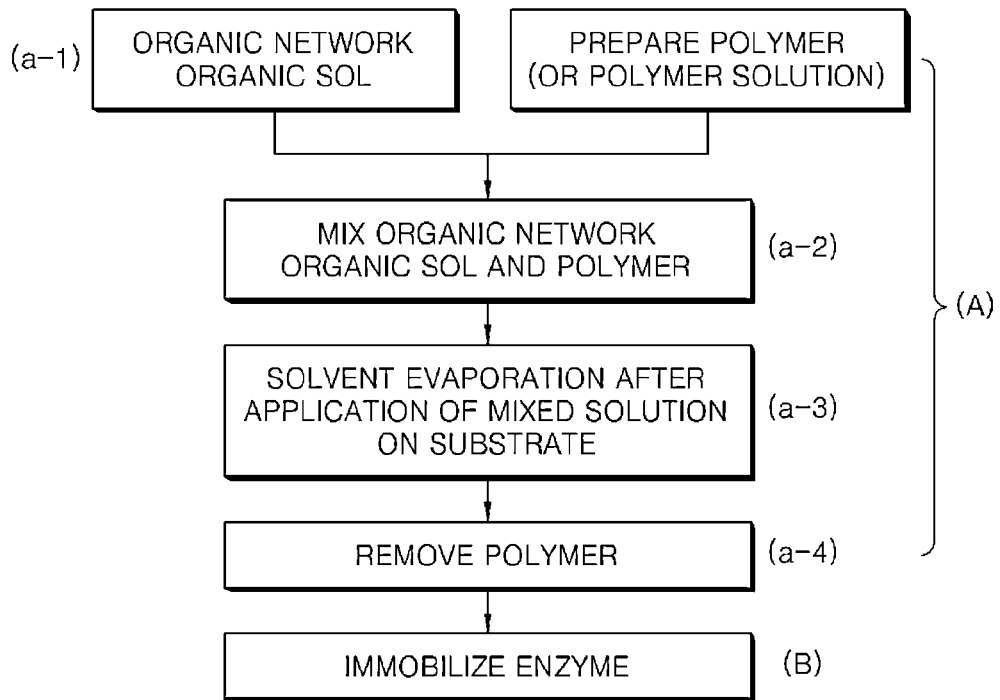 (a-1)
ORGANIC NETWORK
ORGANIC SOL
PREPARE POLYMER
(OR POLYMER SOLUTION)
MIX ORGANIC NETWORK
ORGANIC SOL AND POLYMER
(a-2)
(A)
SOLVENT EVAPORATION AFTER
APPLICATION OF MIXED SOLUTION
ON SUBSTRATE
(a-3)
REMOVE POLYMER
(a-4)
IMMOBILIZE ENZYME
(B)